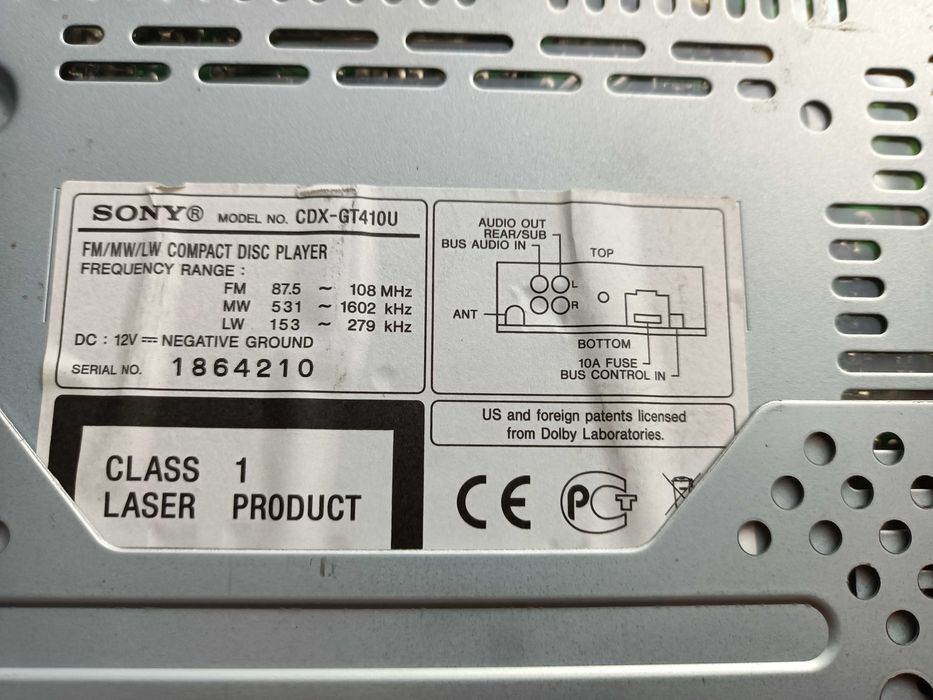 SONY® MODEL NO. CDX-GT410U
FM/MW/LW COMPACT DISC PLAYER
FREQUENCY RANGE :
FM 87.5 ~ 108 MHz
MW 531 ~ 1602 kHz
LW 153 ~ 279 kHz
DC : 12V ⎓ NEGATIVE GROUND
SERIAL NO. 1864210
AUDIO OUT
REAR/SUB
BUS AUDIO IN
TOP
L
R
ANT
BOTTOM
10A FUSE
BUS CONTROL IN
US and foreign patents licensed
from Dolby Laboratories.
CLASS 1
LASER PRODUCT
CE PCT